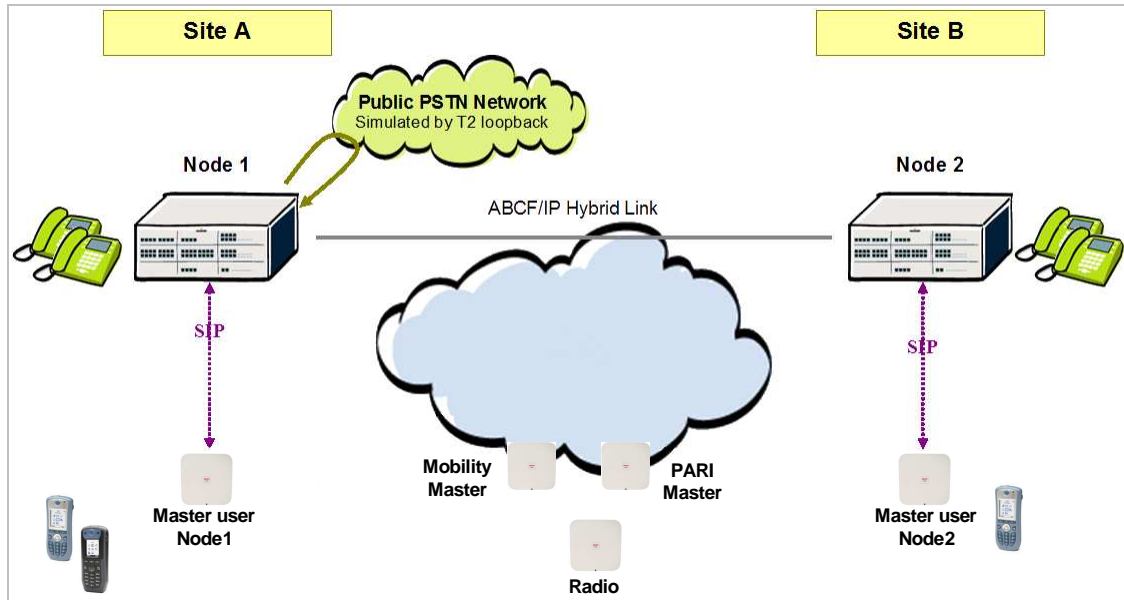 Site A
Site B
Public PSTN Network
Simulated by T2 loopback
Node 1
Node 2
ABCF/IP Hybrid Link
SIP
SIP
Mobility
Master
PARI
Master
Master user
Node1
Master user
Node2
Radio